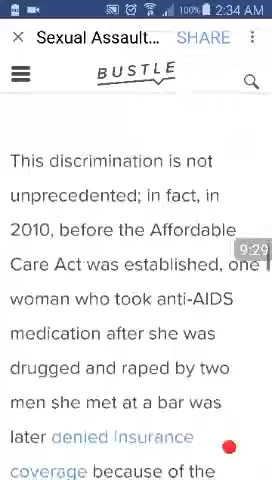 100% 2:34 AM
× Sexual Assault... SHARE
BUSTLE
This discrimination is not
unprecedented; in fact, in
2010, before the Affordable
9:29
Care Act was established, one
woman who took anti-AIDS
medication after she was
drugged and raped by two
men she met at a bar was
later denied insurance
coverage because of the